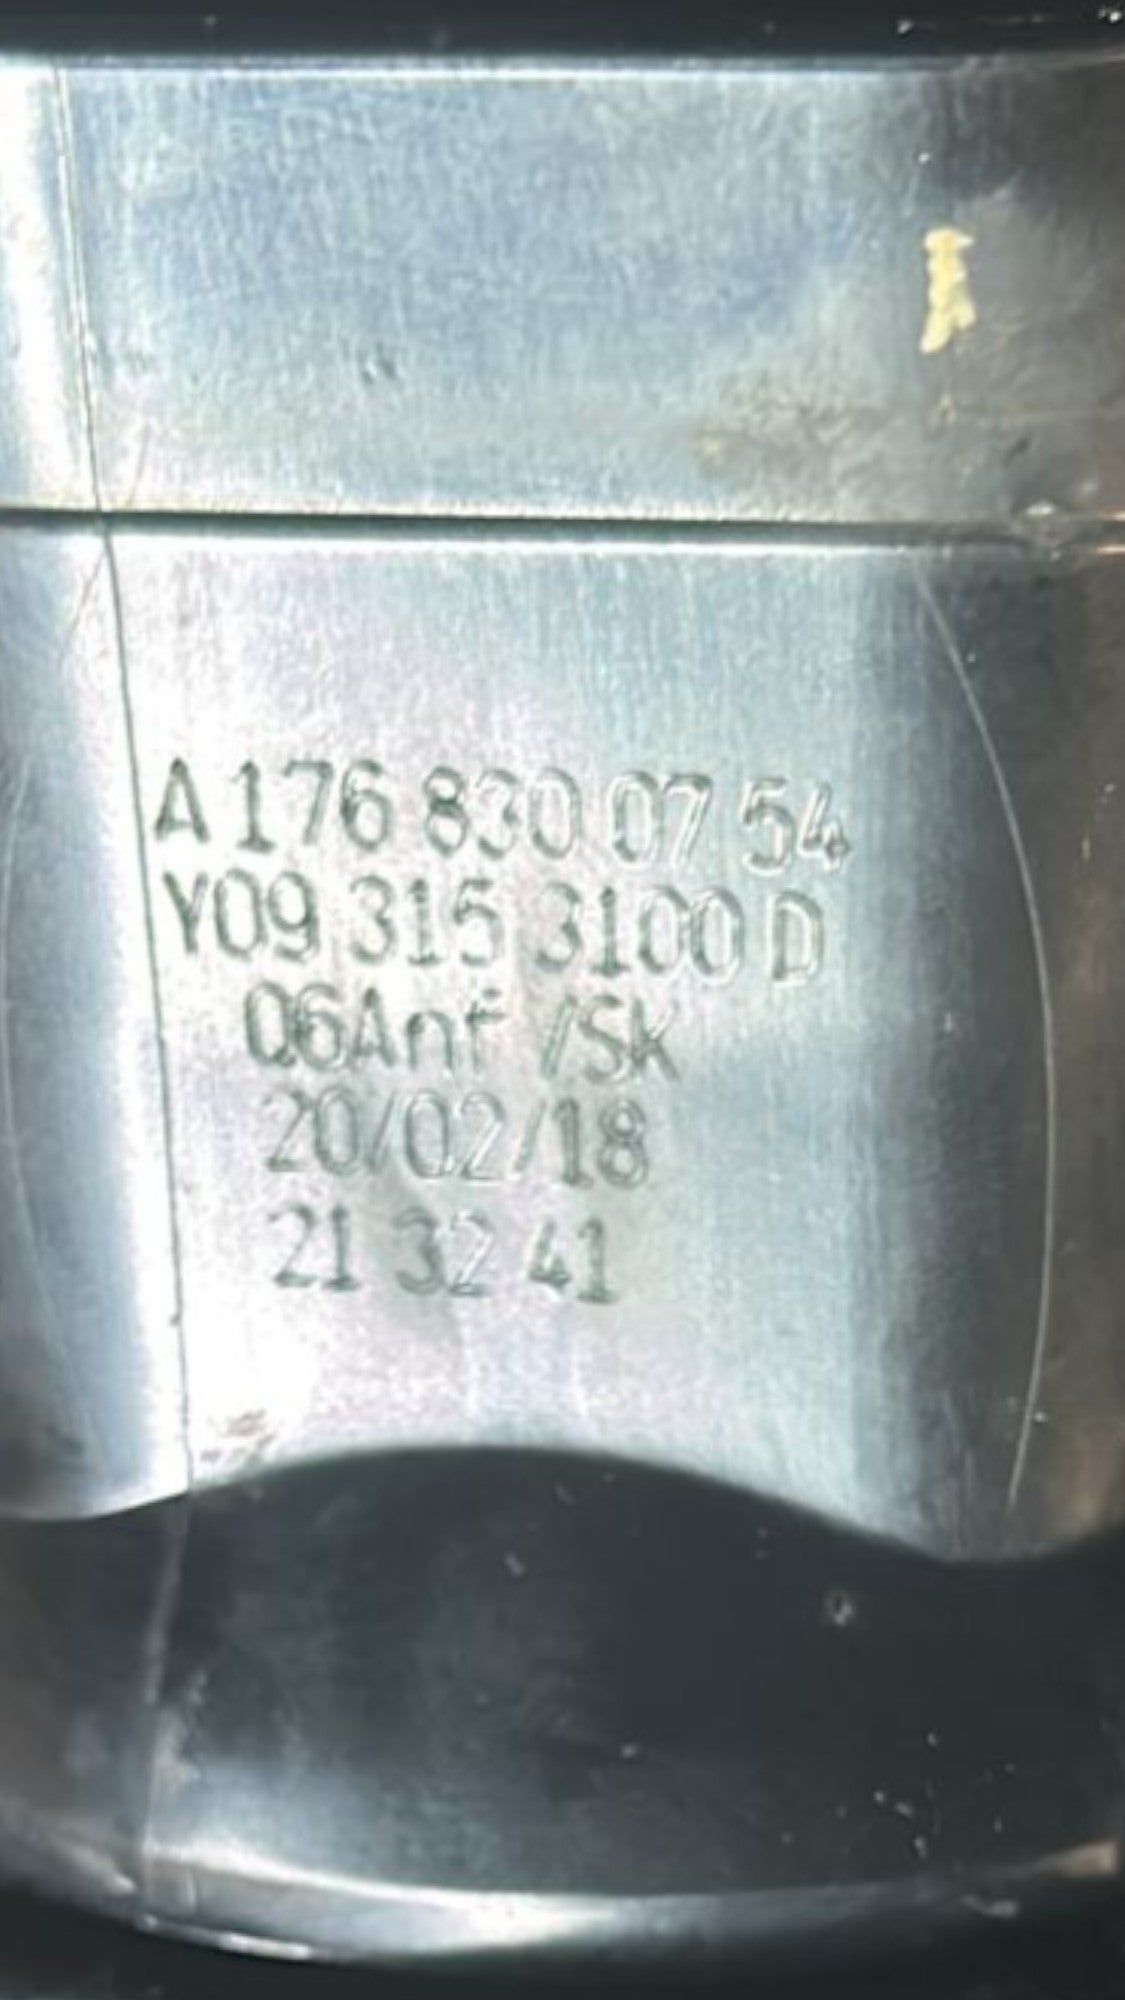 A 176 830 07 54
Y09 315 3100 D
06Anf /SK
20/02/18
21 32 41